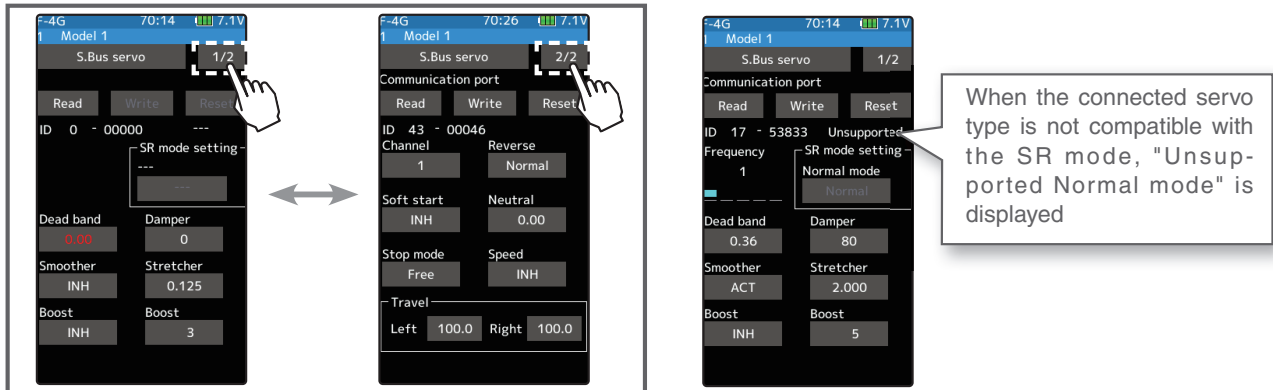 F-4G 70:14 7.1V
1 Model 1
S.Bus servo 1/2
Read Write Reset
ID 0 - 00000 ---
SR mode setting
---
---
Dead band Damper
0.00 0
Smoother Stretcher
INH 0.125
Boost Boost
INH 3
F-4G 70:26 7.1V
1 Model 1
S.Bus servo 2/2
Communication port
Read Write Reset
ID 43 - 00046
Channel Reverse
1 Normal
Soft start Neutral
INH 0.00
Stop mode Speed
Free INH
Travel
Left 100.0 Right 100.0
F-4G 70:14 7.1V
1 Model 1
S.Bus servo 1/2
Communication port
Read Write Reset
ID 17 - 53833 Unsupported
Frequency SR mode setting
1 Normal mode
Normal
Dead band Damper
0.36 80
Smoother Stretcher
ACT 2.000
Boost Boost
INH 5
When the connected servo
type is not compatible with
the SR mode, "Unsup-
ported Normal mode" is
displayed